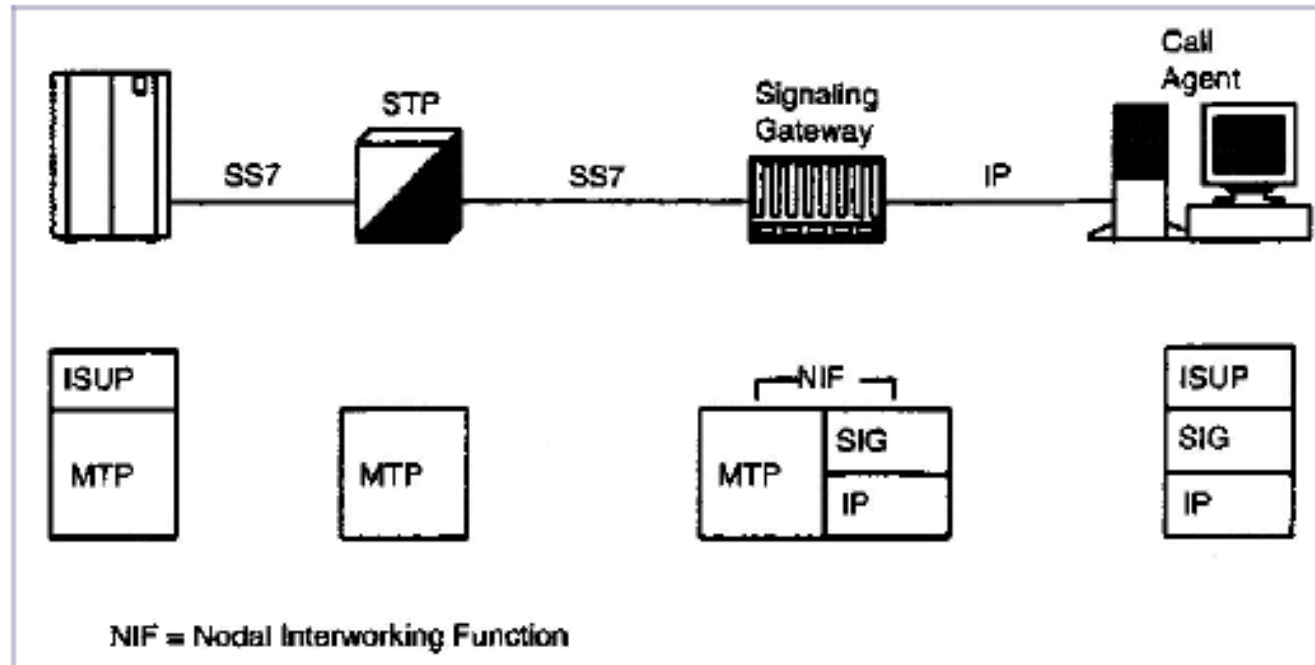 Call
Agent
STP
Signaling
Gateway
SS7
SS7
IP
ISUP
MTP
MTP
NIF
MTP
SIG
IP
ISUP
SIG
IP
NIF = Nodal Interworking Function